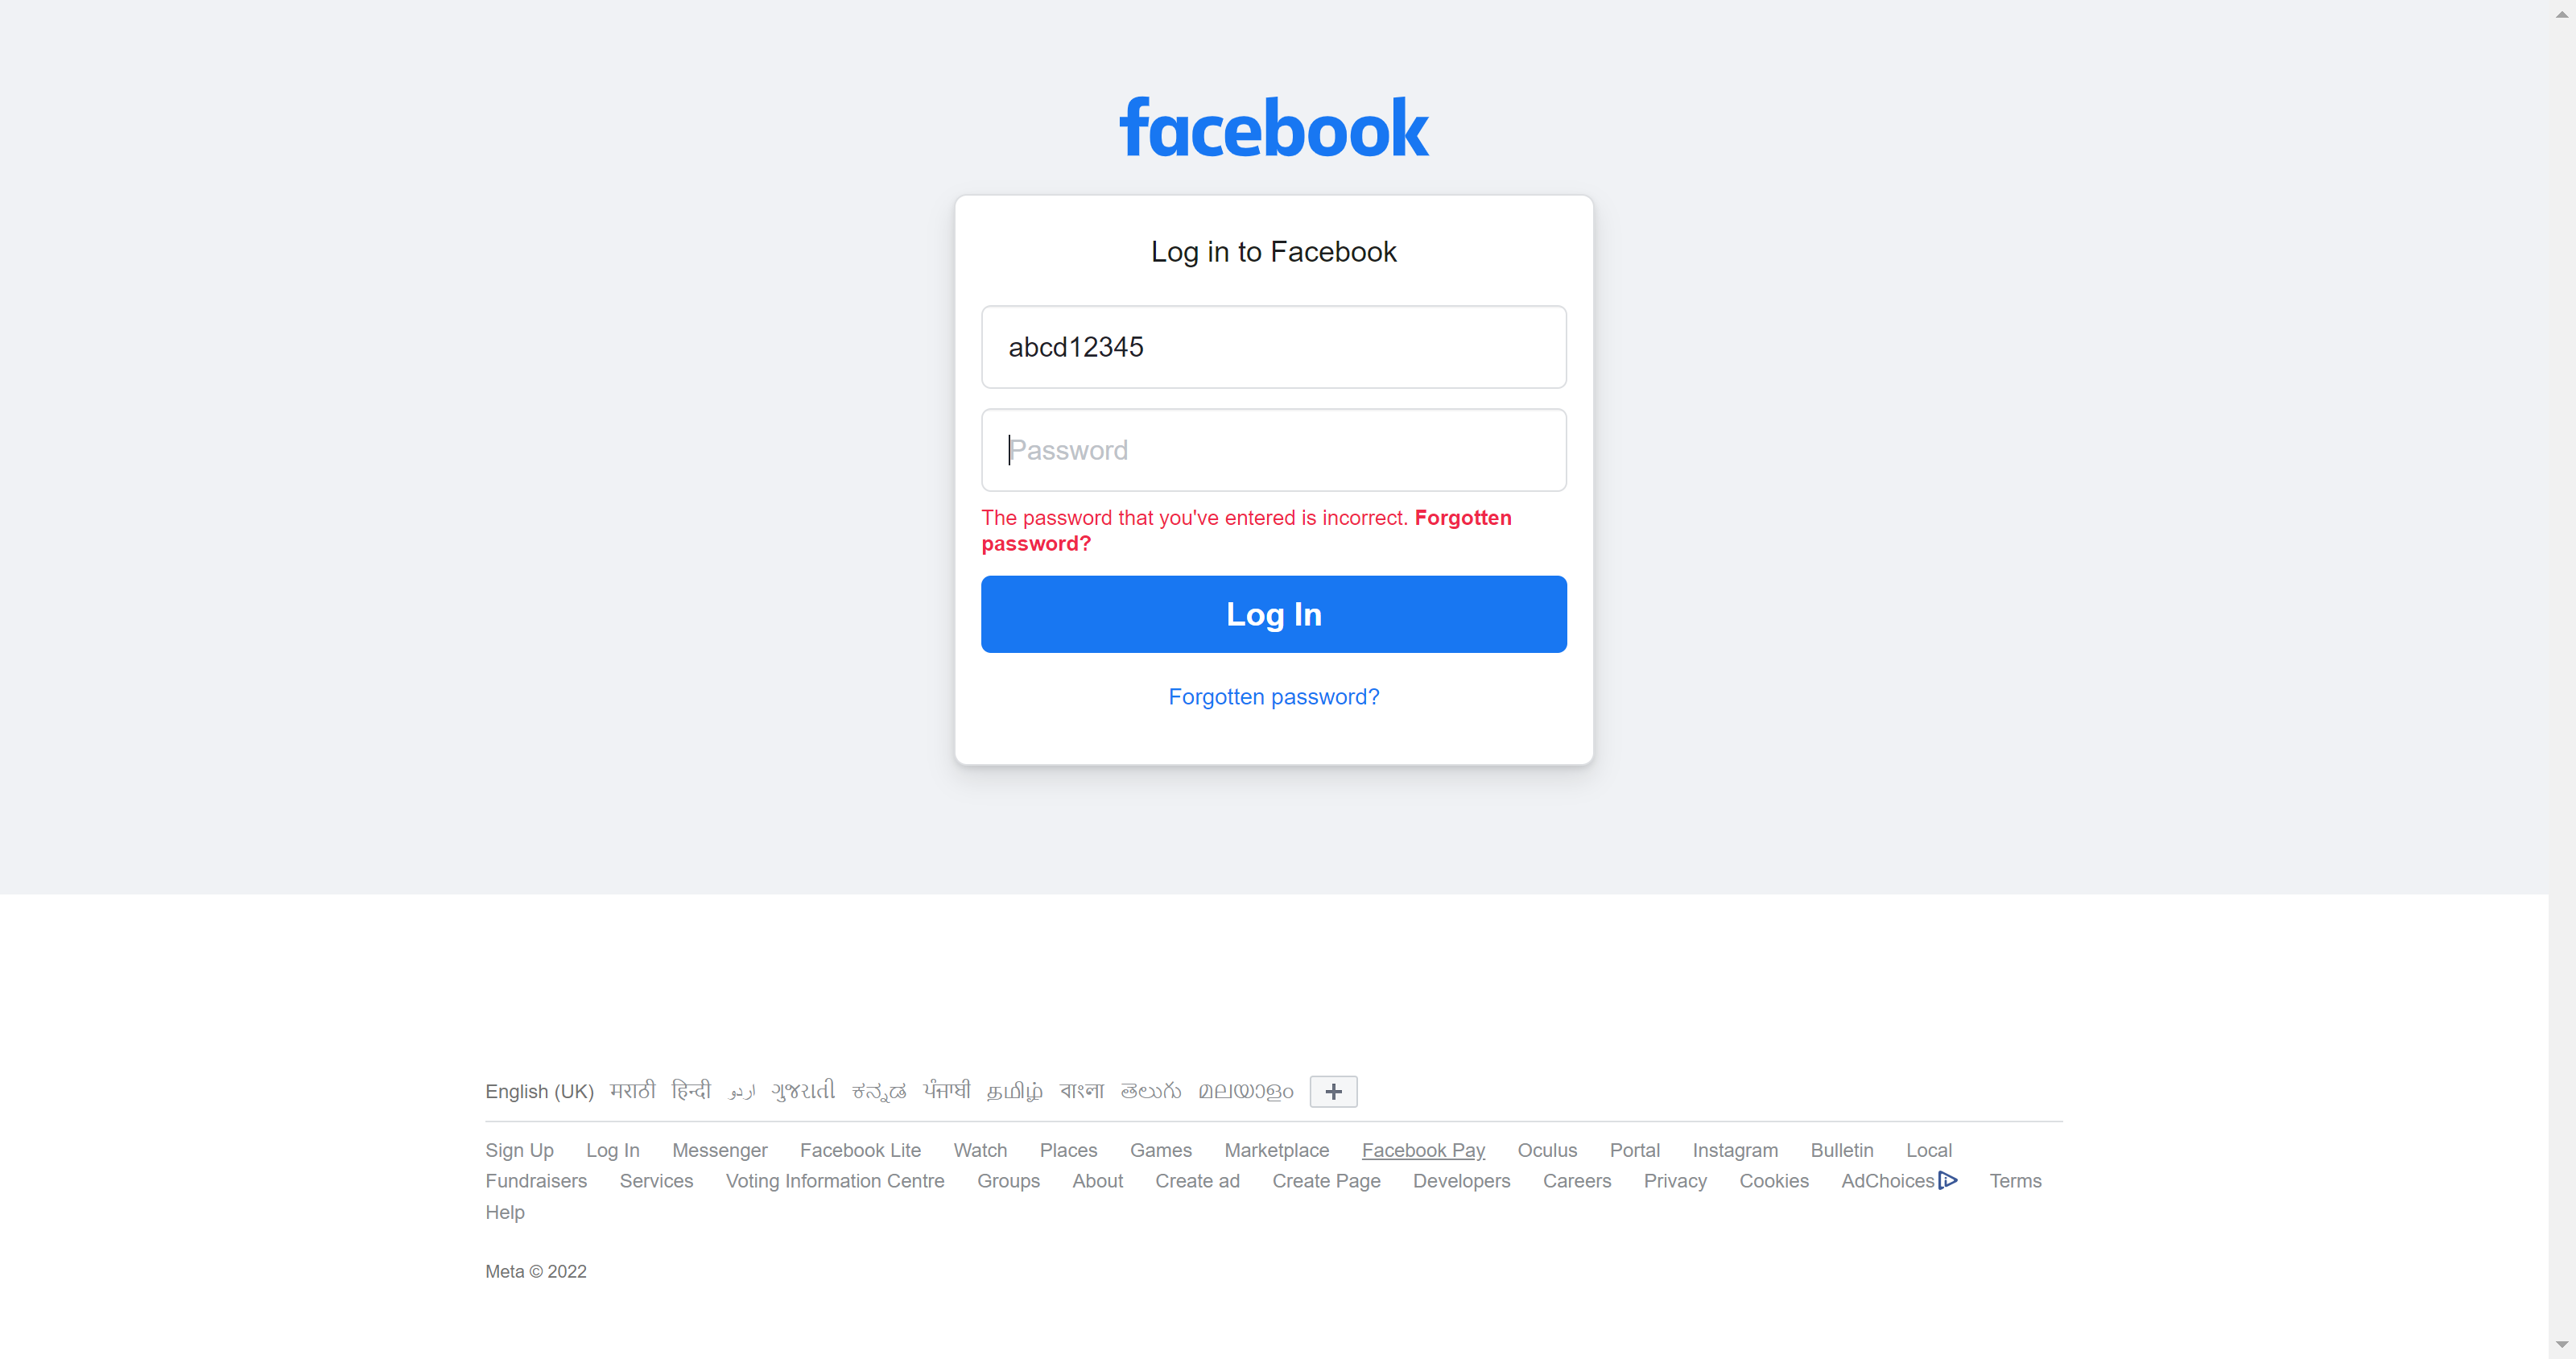 facebook
Log in to Facebook
abcd12345
Password
The password that you've entered is incorrect. Forgotten
password?
Log In
Forgotten password?
English (UK) मराठी हिन्दी اردو ગુજરાતી ಕನ್ನಡ ਪੰਜਾਬੀ தமிழ் বাংলা తెలుగు മലയാളം
Sign Up Log In Messenger Facebook Lite Watch Places Games Marketplace Facebook Pay Oculus Portal Instagram Bulletin Local
Fundraisers Services Voting Information Centre Groups About Create ad Create Page Developers Careers Privacy Cookies AdChoices Terms
Help
Meta © 2022